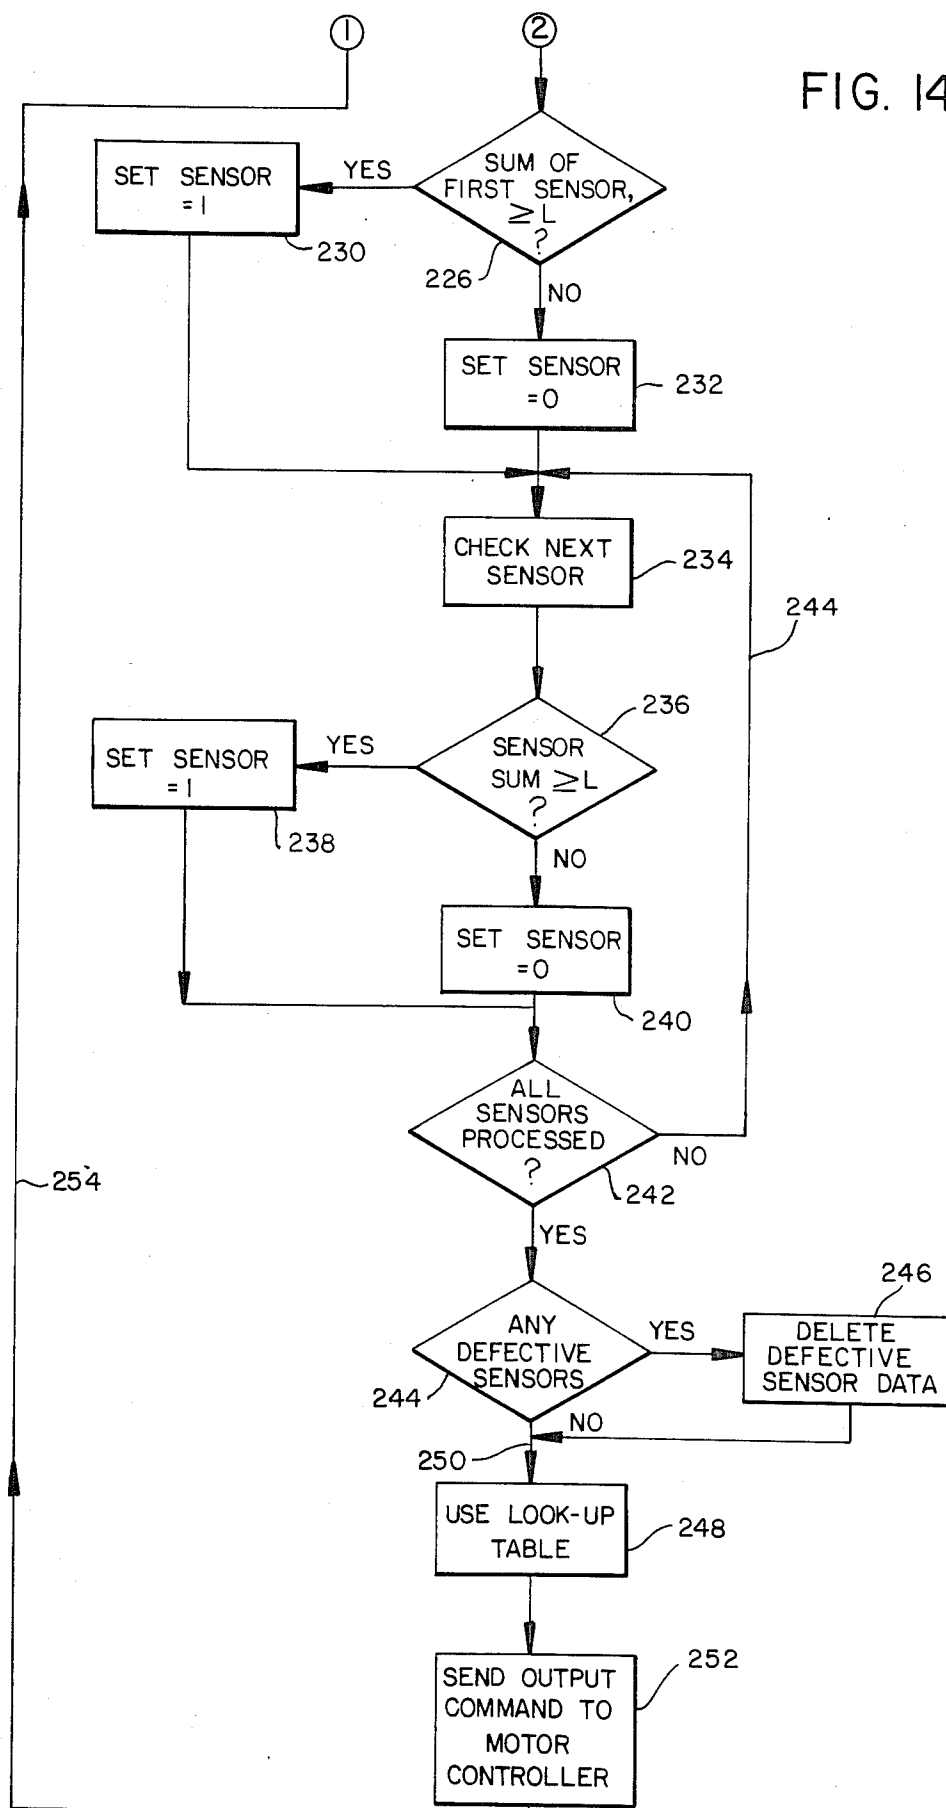 1
2
FIG. 14
SUM OF
FIRST SENSOR,
≥ L
?
YES
SET SENSOR
=1
230
226
NO
SET SENSOR
=0
232
CHECK NEXT
SENSOR
234
244
236
SENSOR
SUM ≥ L
?
YES
SET SENSOR
=1
238
NO
SET SENSOR
=0
240
ALL
SENSORS
PROCESSED
?
NO
242
254
YES
246
ANY
DEFECTIVE
SENSORS
YES
DELETE
DEFECTIVE
SENSOR DATA
244
NO
250
USE LOOK-UP
TABLE
248
SEND OUTPUT
COMMAND TO
MOTOR
CONTROLLER
252